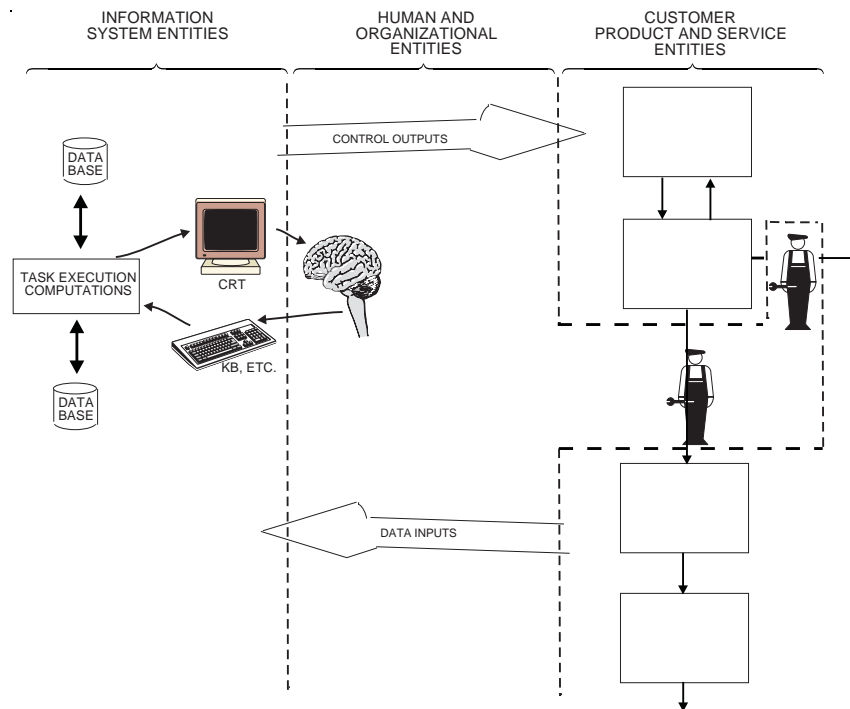 INFORMATION
SYSTEM ENTITIES
HUMAN AND
ORGANIZATIONAL
ENTITIES
CUSTOMER
PRODUCT AND SERVICE
ENTITIES
CONTROL OUTPUTS
DATA
BASE
CRT
TASK EXECUTION
COMPUTATIONS
KB, ETC.
DATA
BASE
DATA INPUTS